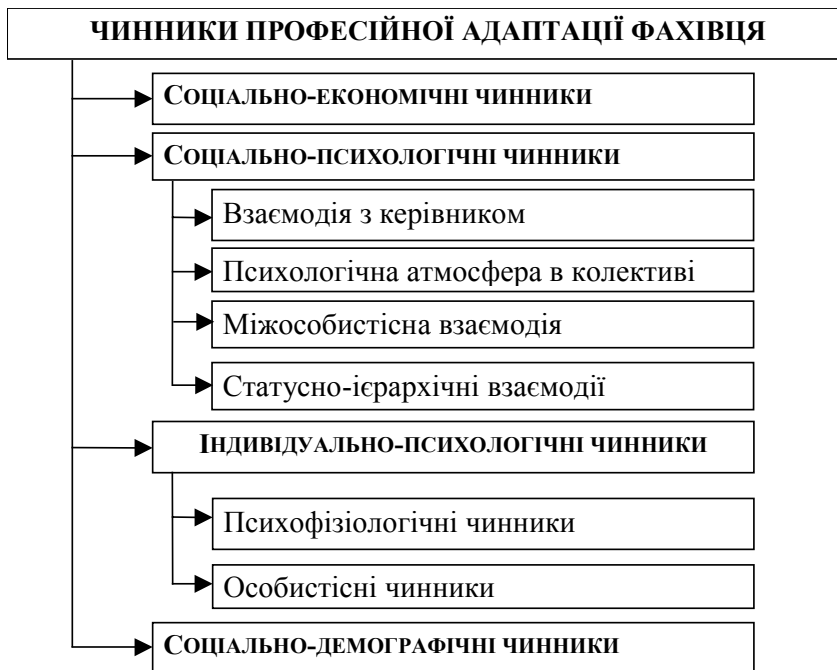 ЧИННИКИ ПРОФЕСІЙНОЇ АДАПТАЦІЇ ФАХІВЦЯ
СОЦІАЛЬНО-ЕКОНОМІЧНІ ЧИННИКИ
СОЦІАЛЬНО-ПСИХОЛОГІЧНІ ЧИННИКИ
Взаємодія з керівником
Психологічна атмосфера в колективі
Міжособистісна взаємодія
Статусно-ієрархічні взаємодії
ІНДИВІДУАЛЬНО-ПСИХОЛОГІЧНІ ЧИННИКИ
Психофізіологічні чинники
Особистісні чинники
СОЦІАЛЬНО-ДЕМОГРАФІЧНІ ЧИННИКИ